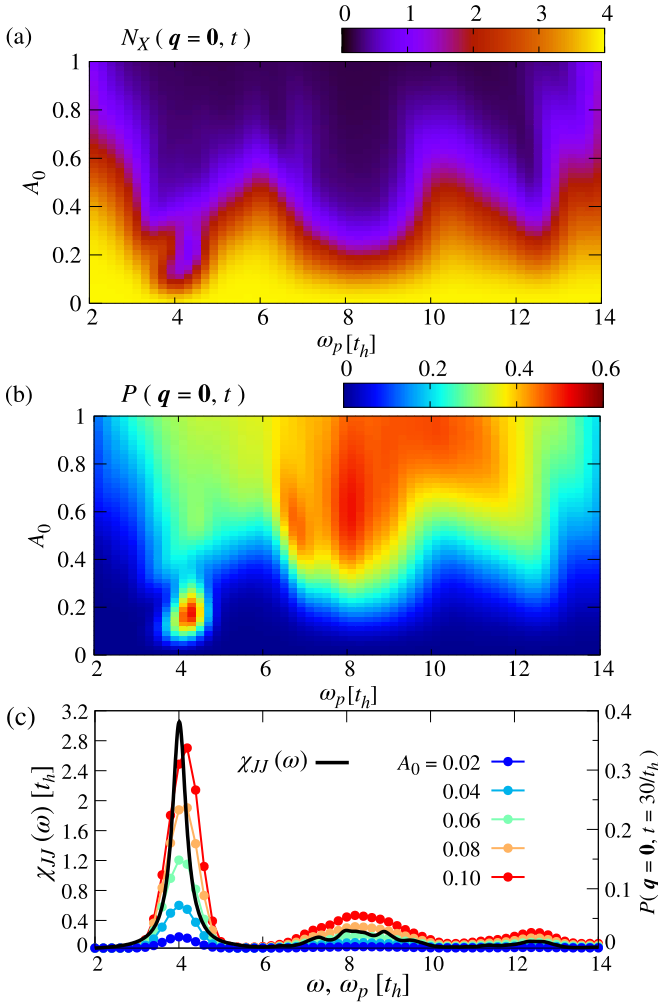 (a) N_X ( q = 0, t ) 0 1 2 3 4
1
0.8
0.6
0.4
0.2
0
A_0
2 4 6 8 10 12 14
ω_p [t_h]
(b) P ( q = 0, t ) 0 0.2 0.4 0.6
1
0.8
0.6
0.4
0.2
0
A_0
2 4 6 8 10 12 14
ω_p [t_h]
(c)
3.2 0.4
2.8
2.4 0.3
2
1.6 0.2
1.2
0.8 0.1
0.4
0 0
χ_JJ (ω) [t_h]
χ_JJ (ω)
A_0 = 0.02
0.04
0.06
0.08
0.10
P( q = 0, t = 30/t_h)
2 4 6 8 10 12 14
ω, ω_p [t_h]